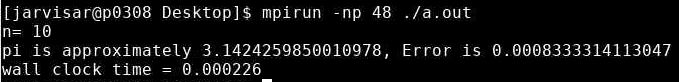 [jarvisar@p0308 Desktop]$ mpirun -np 48 ./a.out
n= 10
pi is approximately 3.1424259850010978, Error is 0.0008333314113047
wall clock time = 0.000226